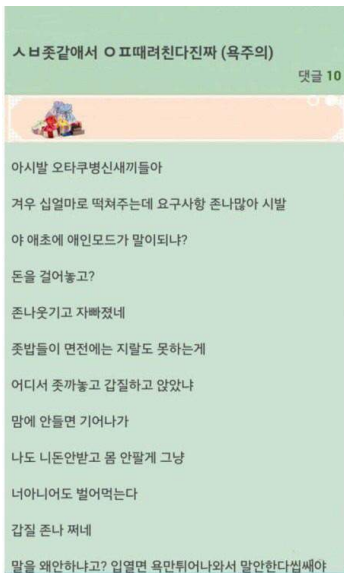 ㅅㅂ좃같애서 ㅇㅍ때려친다진짜 (욕주의)
댓글 10
아시발 오타쿠병신새끼들아
겨우 십얼마로 떡쳐주는데 요구사항 존나많아 시발
야 애초에 애인모드가 말이되냐?
돈을 걸어놓고?
존나웃기고 자빠졌네
좃밥들이 면전에는 지랄도 못하는게
어디서 좃까놓고 갑질하고 앉았냐
맘에 안들면 기어나가
나도 니돈안받고 몸 안팔게 그냥
너아니어도 벌어먹는다
갑질 존나 쩌네
말을 왜안하냐고? 입열면 욕만튀어나와서 말안한다씹쌔야